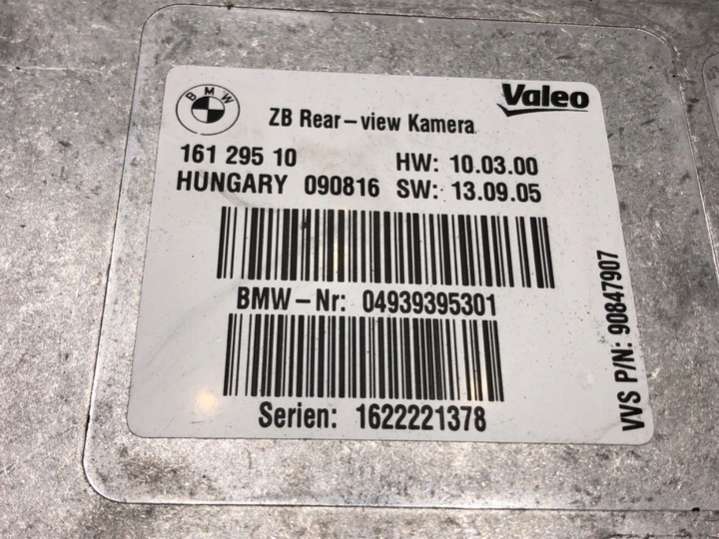 BMW
Valeo
ZB Rear-view Kamera
161 295 10 HW: 10.03.00
HUNGARY 090816 SW: 13.09.05
BMW-Nr: 04939395301
Serien: 1622221378
VVS P/N: 90847907